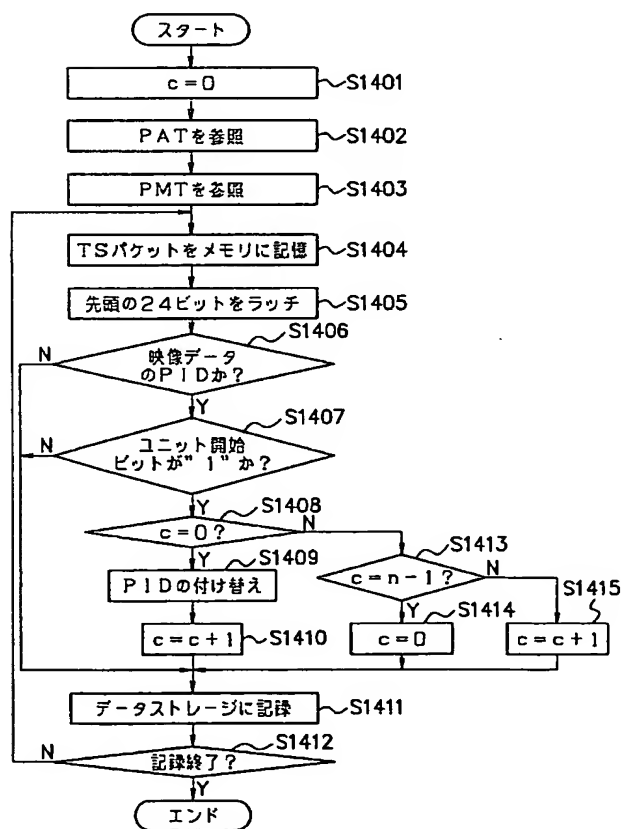 スタート
c=0 S1401
PATを参照 S1402
PMTを参照 S1403
TSパケットをメモリに記憶 S1404
先頭の24ビットをラッチ S1405
S1406
N 映像データ
のPIDか?
Y
S1407
N ユニット開始
ビットが"1"か?
Y
S1408
c=0? N
Y
S1409
PIDの付け替え
S1413
c=n-1? N
Y
S1414
S1415
c=c+1 S1410
c=0
c=c+1
データストレージに記録 S1411
S1412
N 記録終了?
Y
エンド